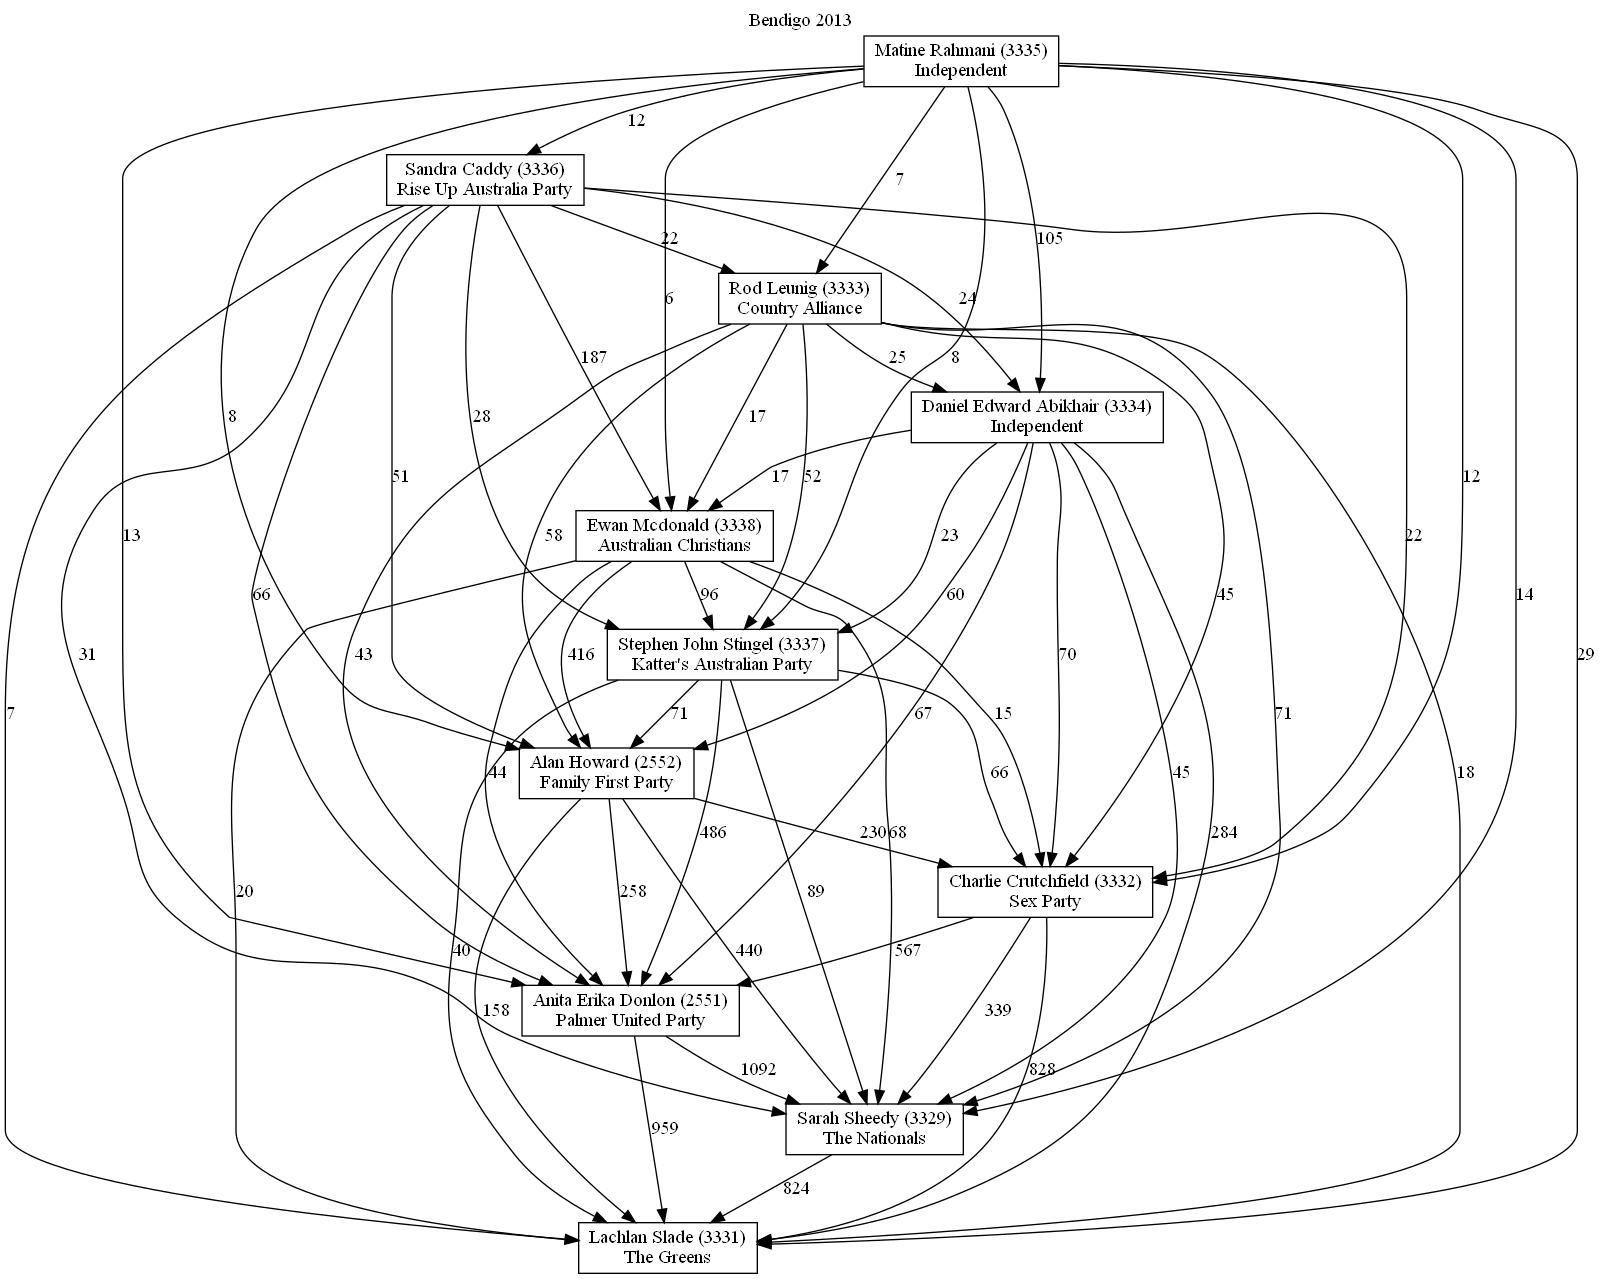 Bendigo 2013
Matine Rahmani (3335)
Independent
12
Sandra Caddy (3336)
Rise Up Australia Party
7
22
105
Rod Leunig (3333)
Country Alliance
6
24
187
25
8
Daniel Edward Abikhair (3334)
Independent
8
28
17
51
17
52
12
Ewan Mcdonald (3338)
Australian Christians
13
58
23
22
66
96
60
45
14
Stephen John Stingel (3337)
Katter's Australian Party
31
43
416
70
29
7
71
67
15
71
Alan Howard (2552)
Family First Party
44
66
45
18
486
230
68
284
Charlie Crutchfield (3332)
Sex Party
20
258
89
40
440
567
Anita Erika Donlon (2551)
Palmer United Party
158
339
1092
828
Sarah Sheedy (3329)
The Nationals
959
824
Lachlan Slade (3331)
The Greens